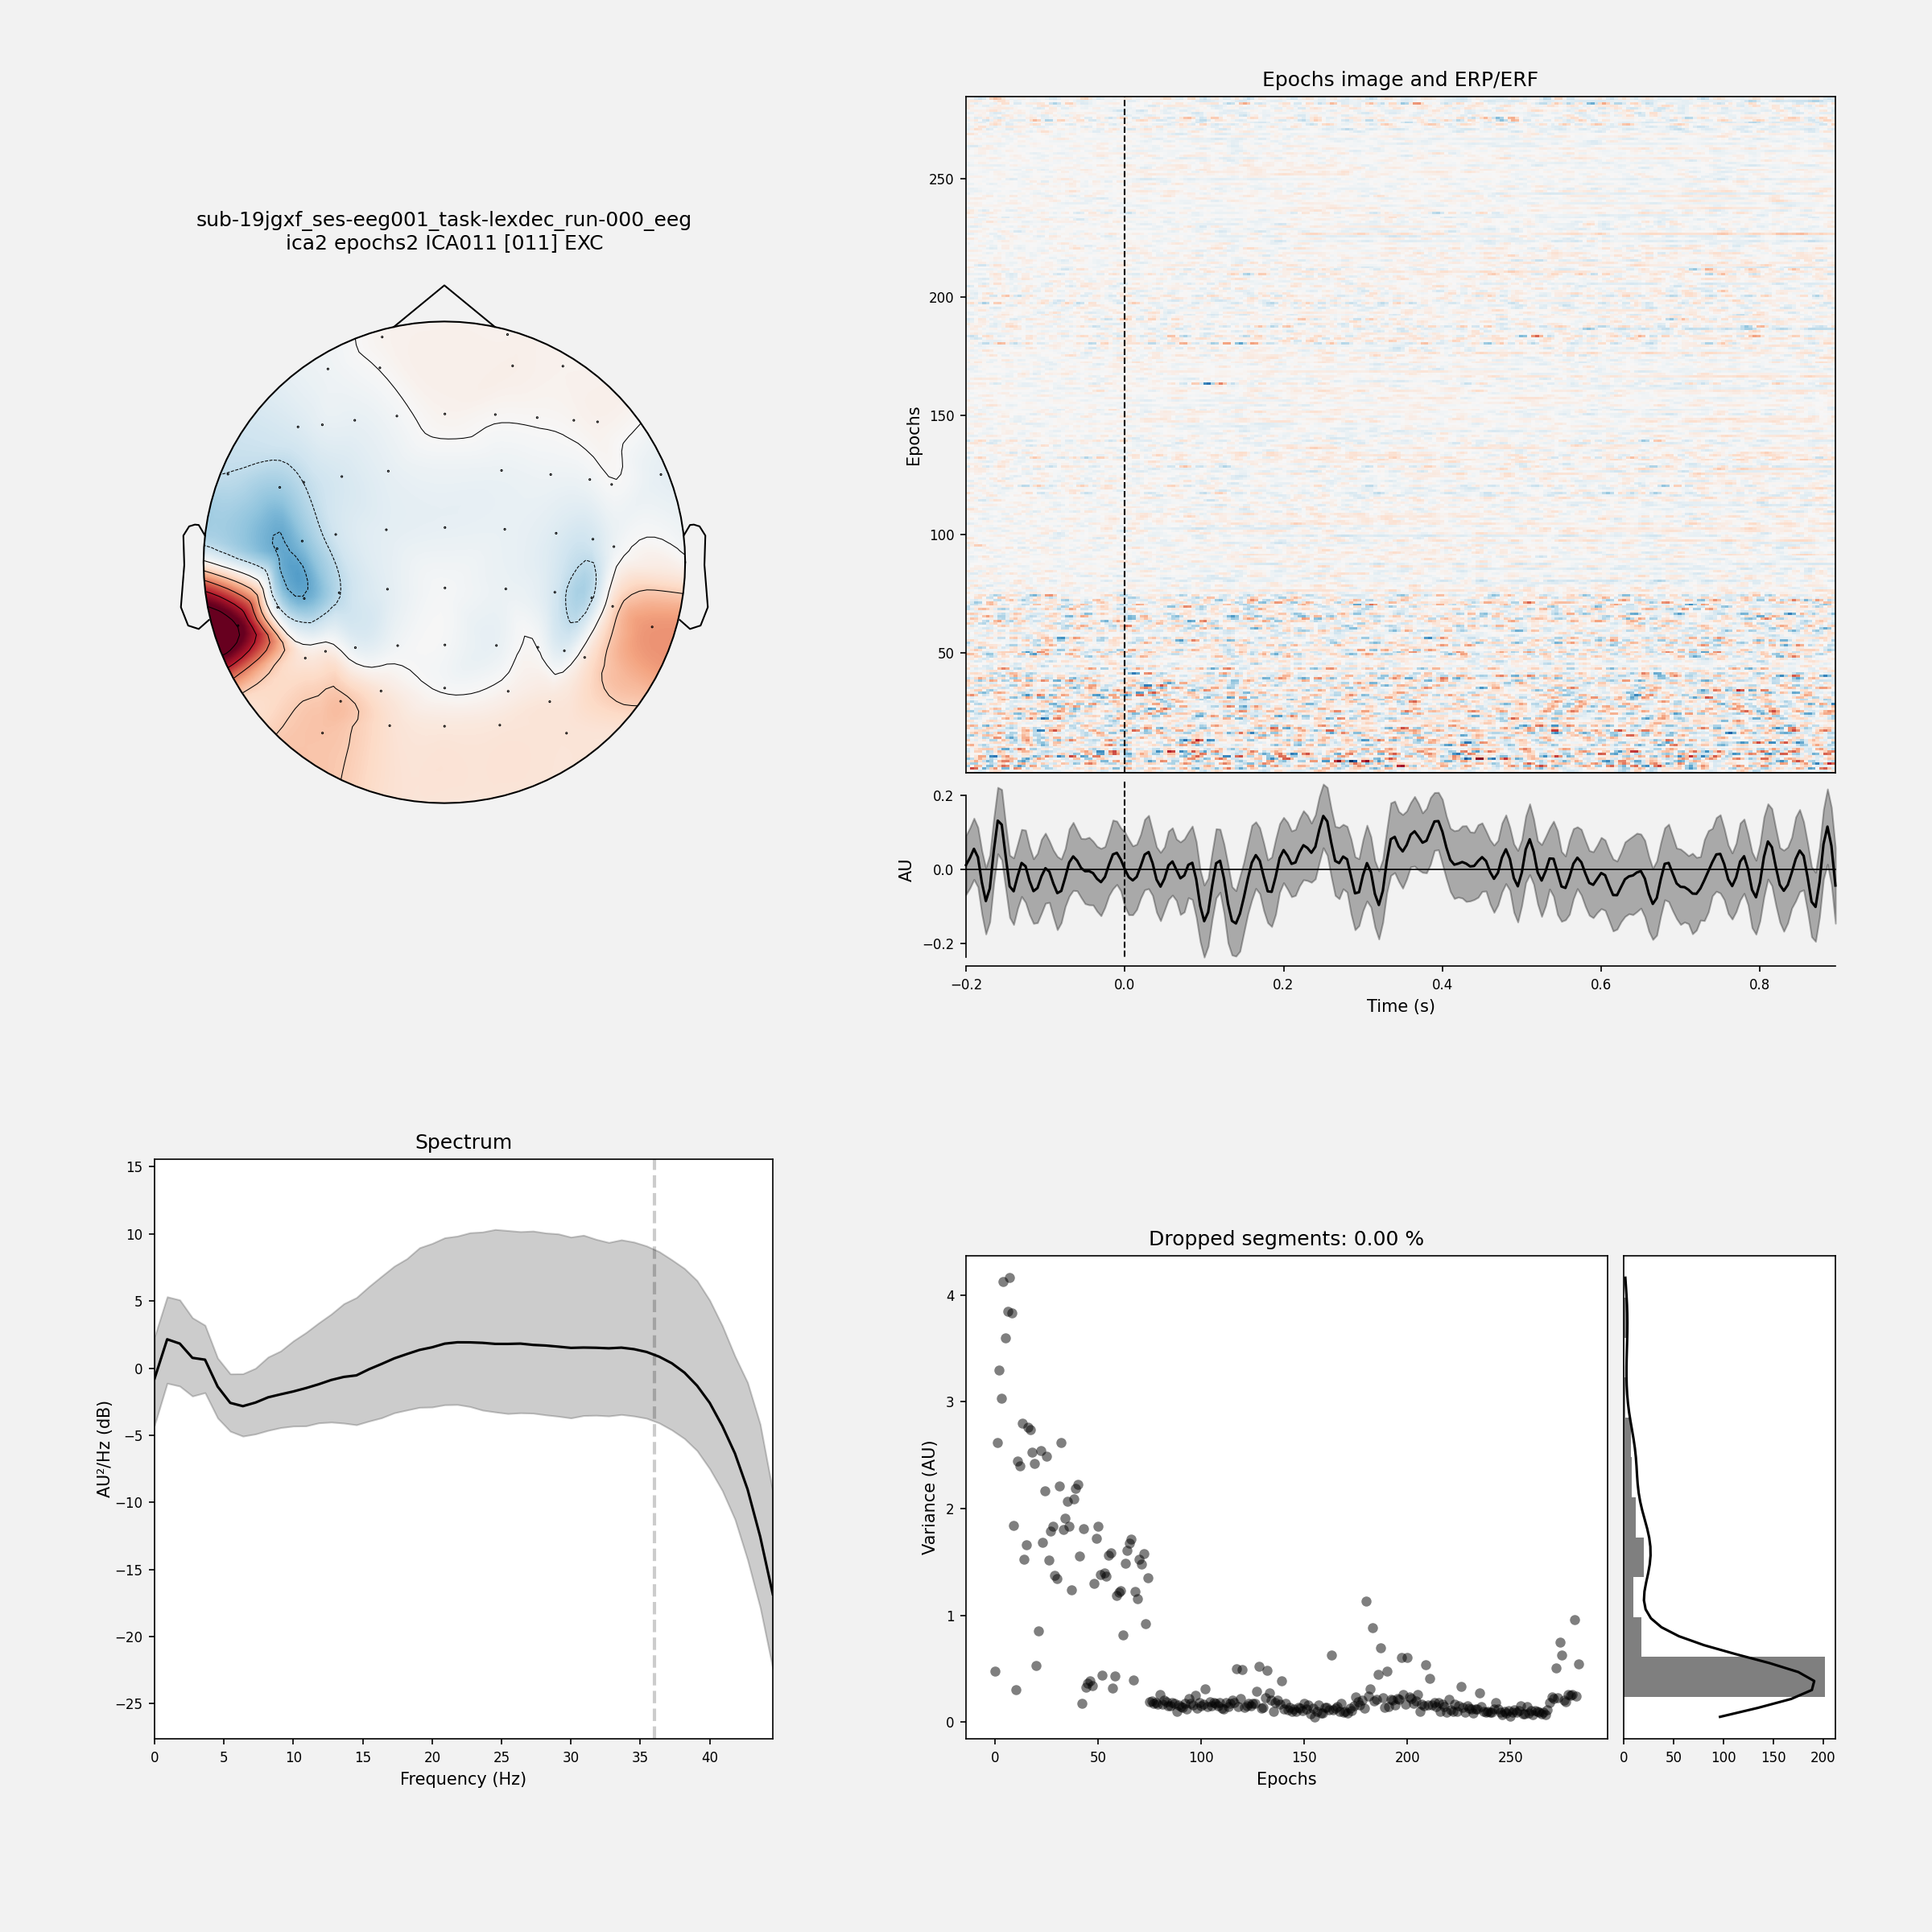 sub-19jgxf_ses-eeg001_task-lexdec_run-000_eeg
ica2 epochs2 ICA011 [011] EXC
Epochs image and ERP/ERF
Epochs
250
200
150
100
50
AU
0.2
0.0
−0.2
−0.2 0.0 0.2 0.4 0.6 0.8
Time (s)
Spectrum
AU²/Hz (dB)
15
10
5
0
−5
−10
−15
−20
−25
0 5 10 15 20 25 30 35 40
Frequency (Hz)
Dropped segments: 0.00 %
Variance (AU)
4
3
2
1
0
0 50 100 150 200 250
Epochs
0 50 100 150 200